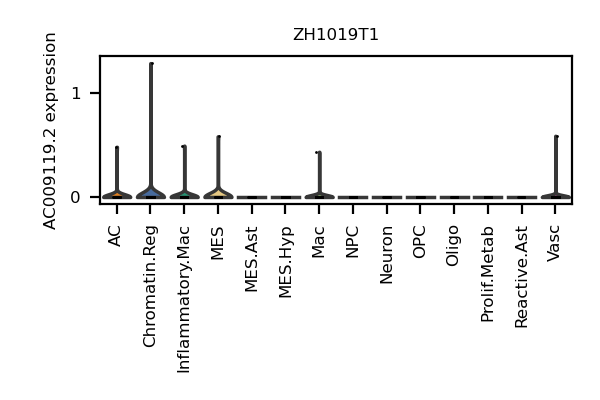 ZH1019T1
AC009119.2 expression
1
0
AC
Chromatin.Reg
Inflammatory.Mac
MES
MES.Ast
MES.Hyp
Mac
NPC
Neuron
OPC
Oligo
Prolif.Metab
Reactive.Ast
Vasc